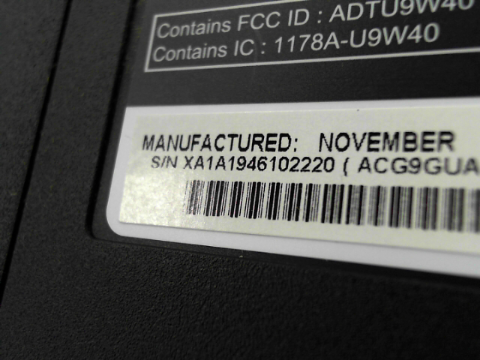 Contains FCC ID : ADTU9W40
Contains IC : 1178A-U9W40
MANUFACTURED: NOVEMBER
S/N XA1A1946102220 ( ACG9GUA